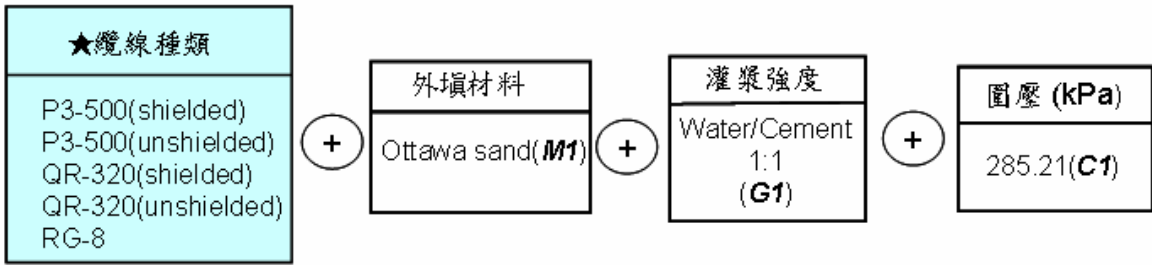 ★纜線種類
P3-500(shielded)
P3-500(unshielded)
QR-320(shielded)
QR-320(unshielded)
RG-8
+
外填材料
Ottawa sand(M1)
+
灌漿強度
Water/Cement
1:1
(G1)
+
圍壓 (kPa)
285.21(C1)